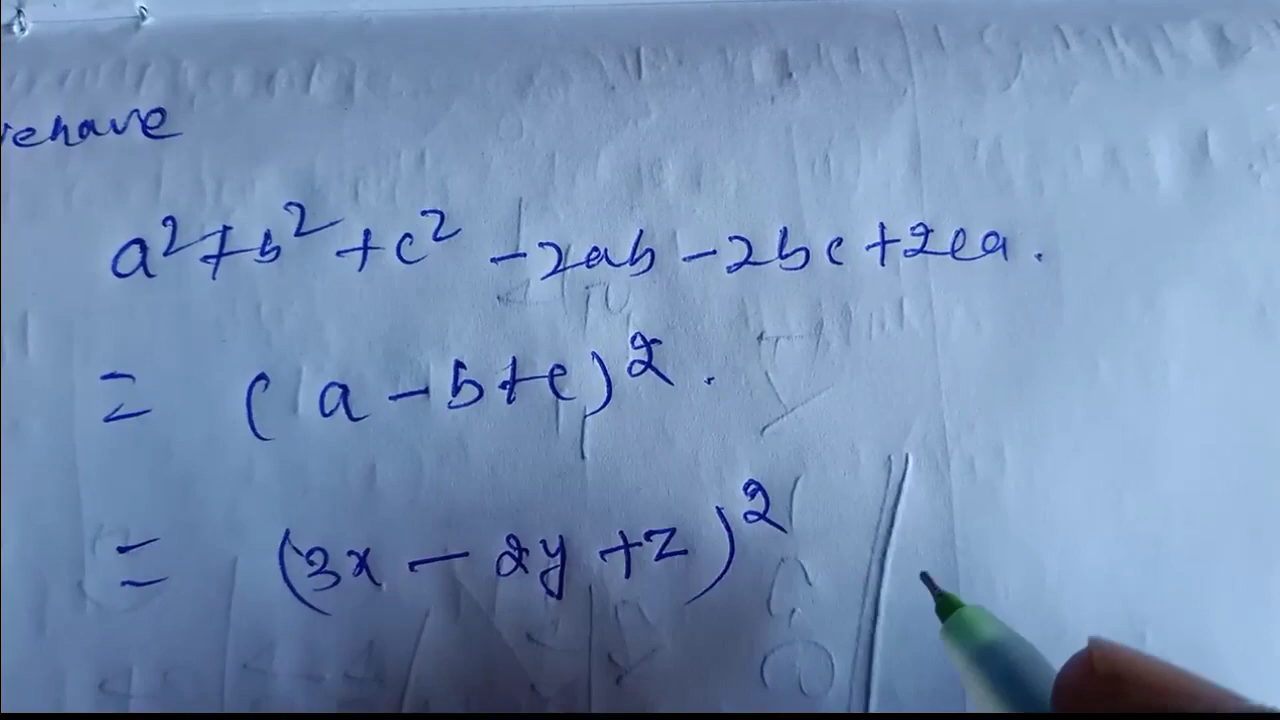 wehave
a²+b²+c² -2ab-2bc+2ca.
= (a-b+c)².
= (3x-2y+z)²